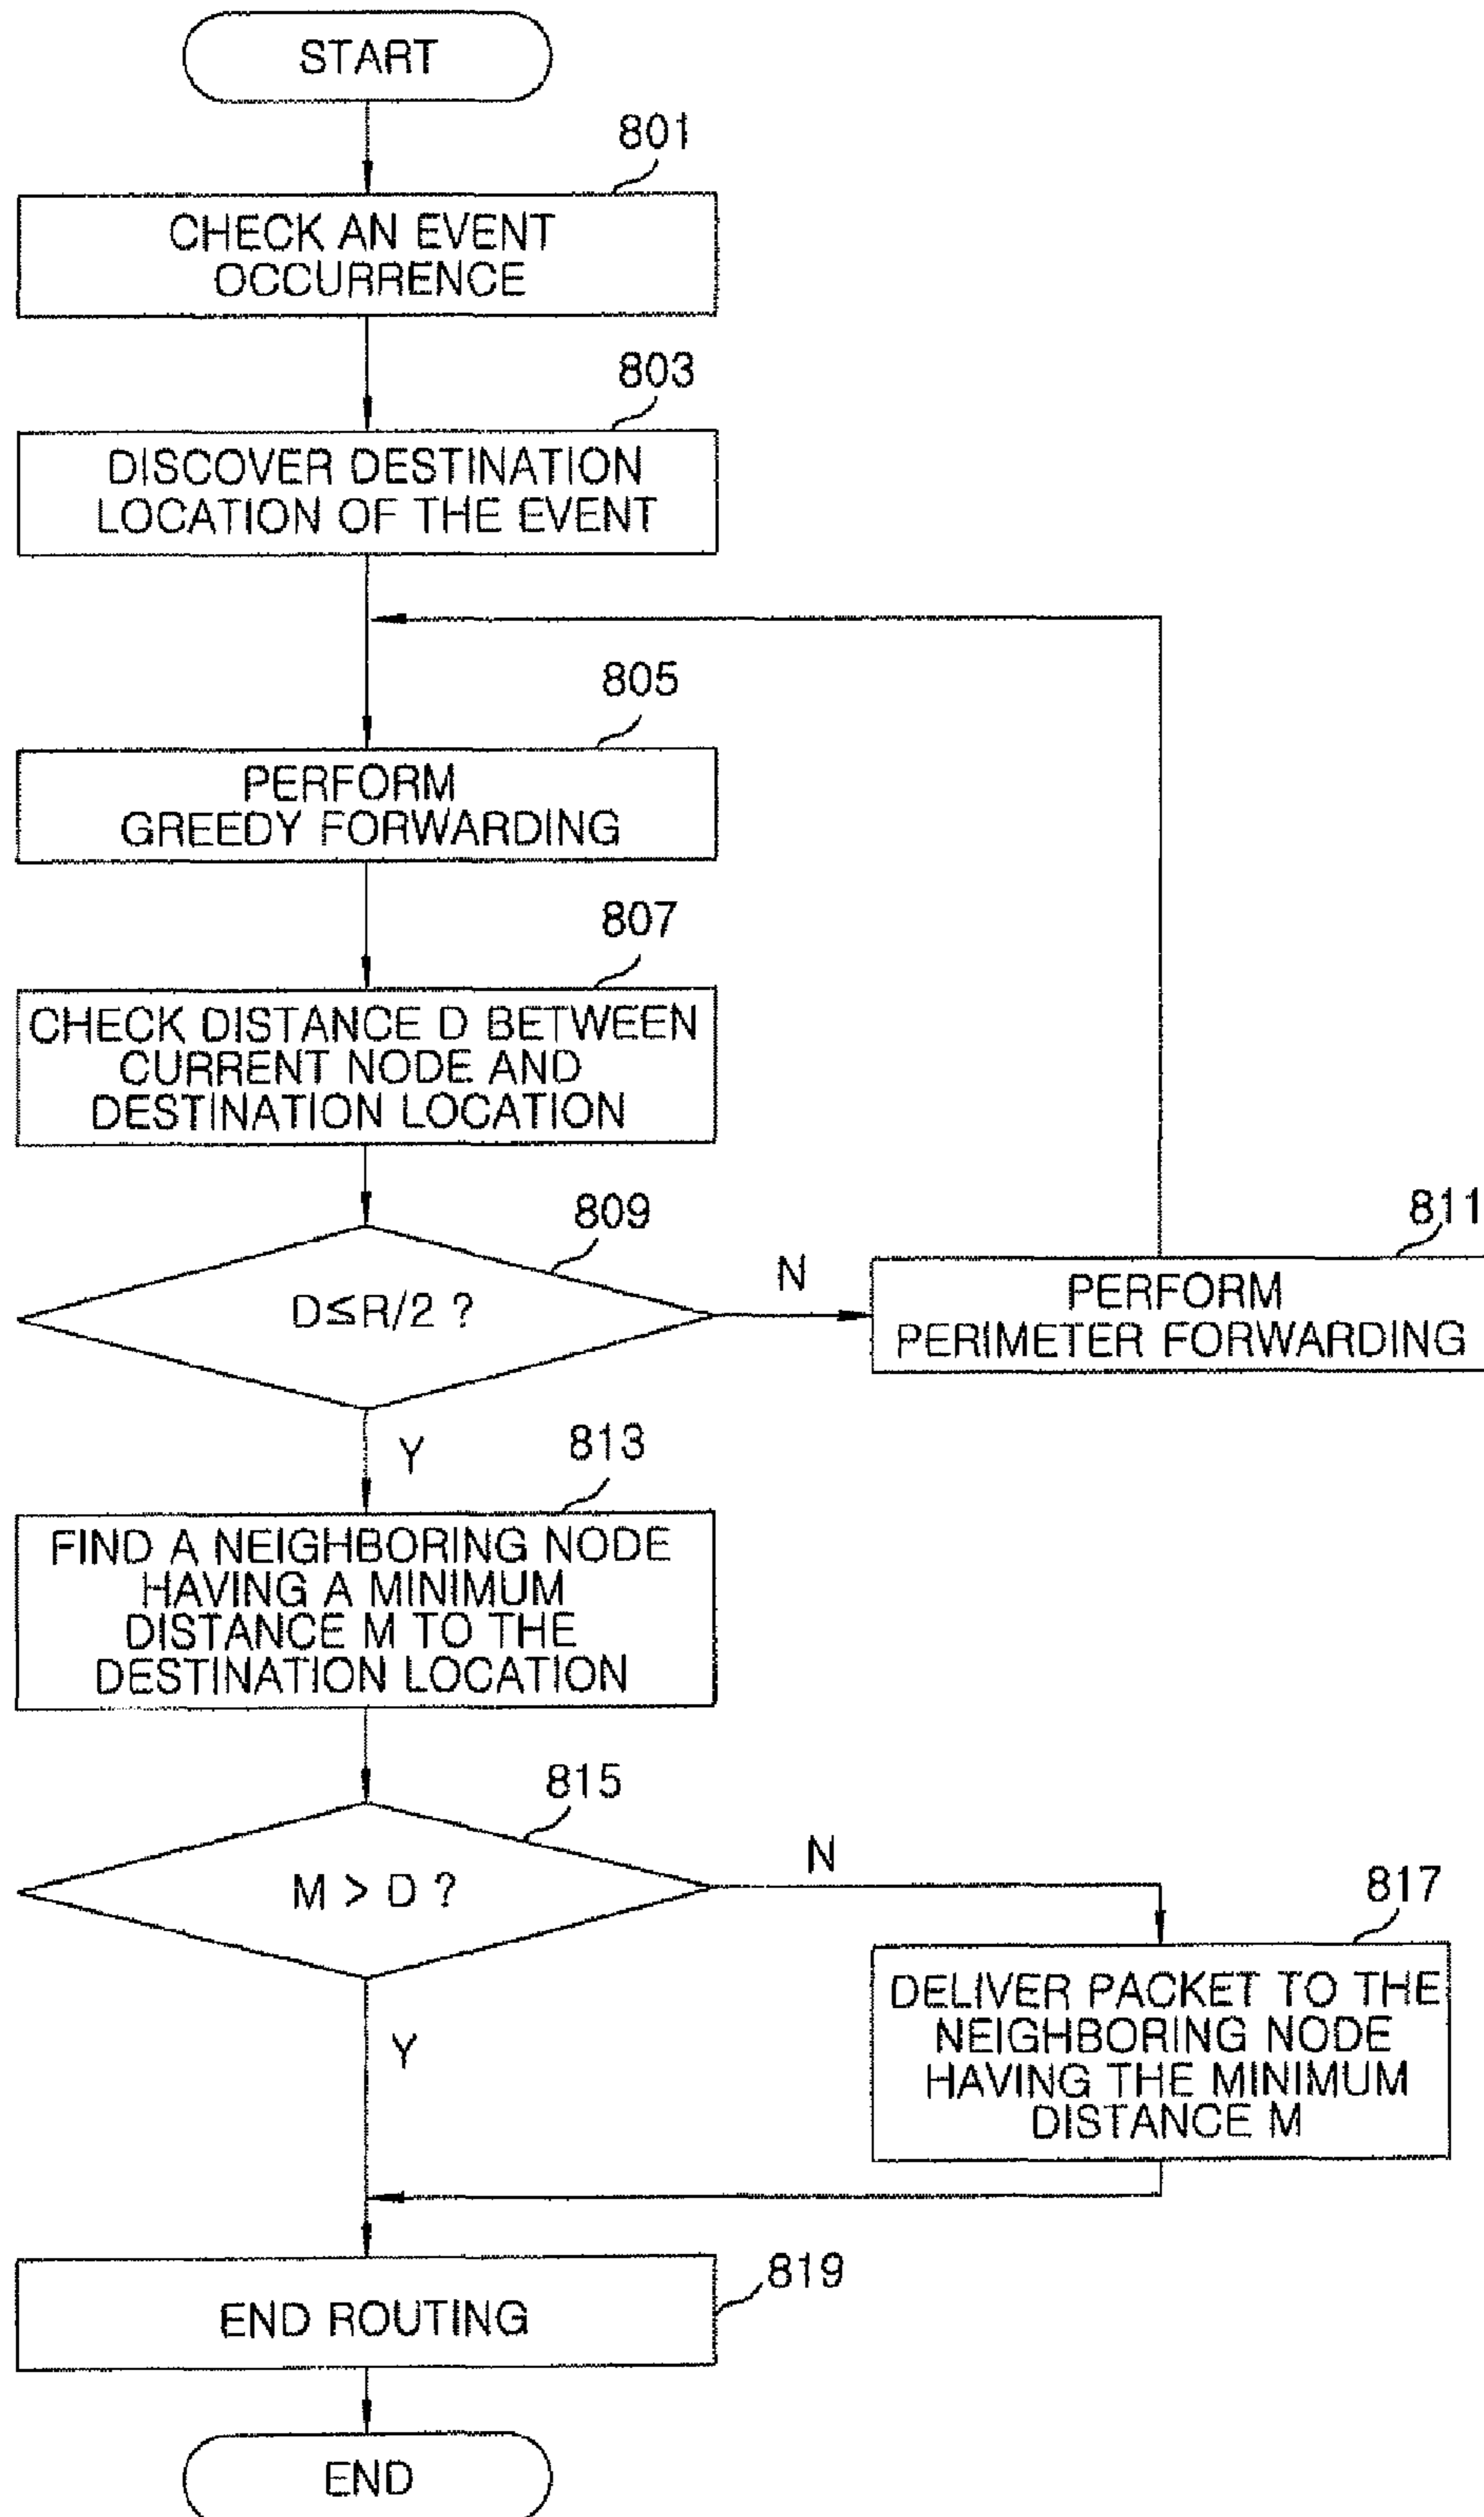 START
801
CHECK AN EVENT
OCCURRENCE
803
DISCOVER DESTINATION
LOCATION OF THE EVENT
805
PERFORM
GREEDY FORWARDING
807
CHECK DISTANCE D BETWEEN
CURRENT NODE AND
DESTINATION LOCATION
809
D≤R/2 ?
N
811
PERFORM
PERIMETER FORWARDING
Y
813
FIND A NEIGHBORING NODE
HAVING A MINIMUM
DISTANCE M TO THE
DESTINATION LOCATION
815
M > D ?
N
817
DELIVER PACKET TO THE
NEIGHBORING NODE
HAVING THE MINIMUM
DISTANCE M
Y
819
END ROUTING
END